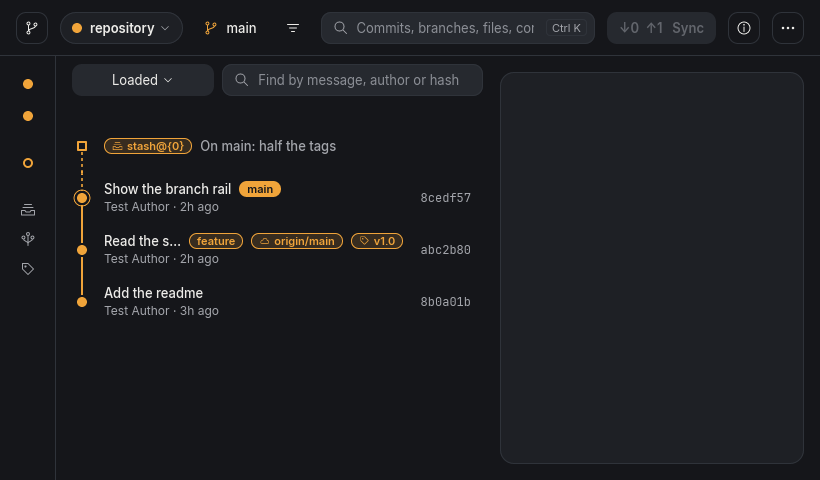 repository
main
Commits, branches, files, cor
Ctrl K
↓0 ↑1 Sync
Loaded
Find by message, author or hash
stash@{0} On main: half the tags
Show the branch rail main
Test Author · 2h ago
8cedf57
Read the s... feature origin/main v1.0
Test Author · 2h ago
abc2b80
Add the readme
Test Author · 3h ago
8b0a01b